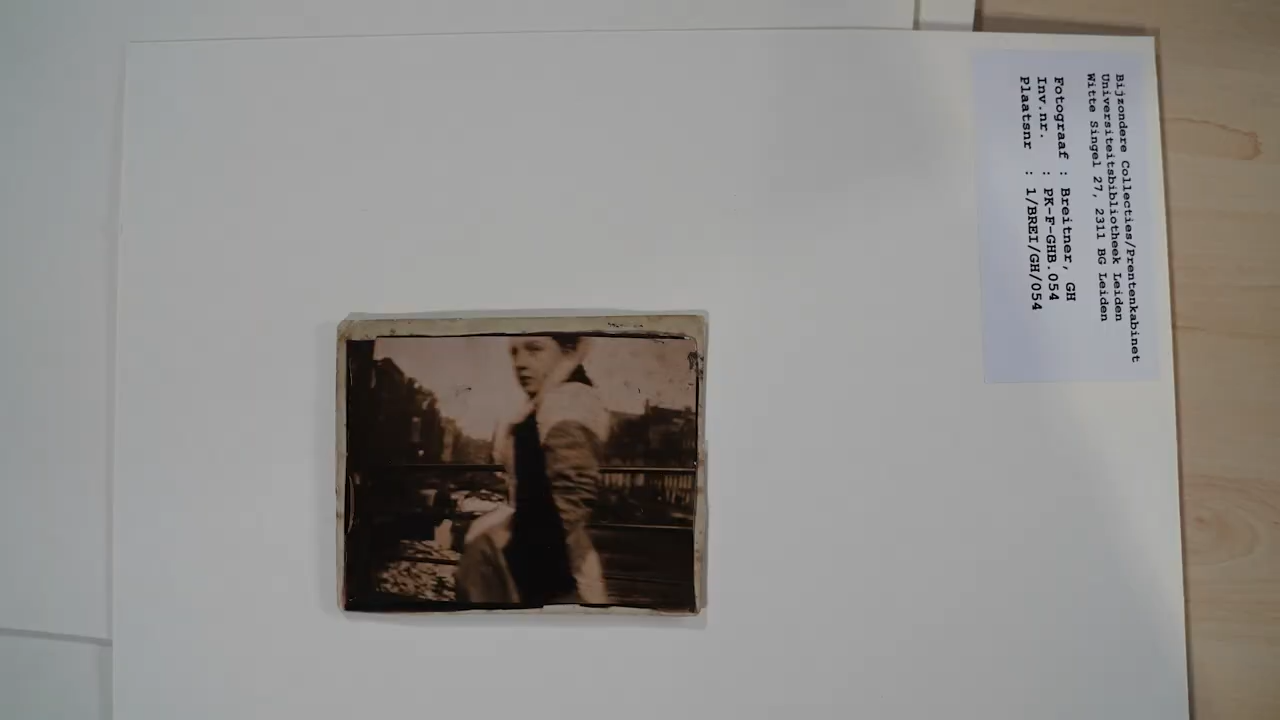 Bijzondere Collecties/Prentenkabinet
Universiteitsbibliotheek Leiden
Witte Singel 27, 2311 BG Leiden
Fotograaf : Breitner, GH
Inv.nr. : PK-F-GHB.054
Plaatsnr : 1/BREI/GH/054